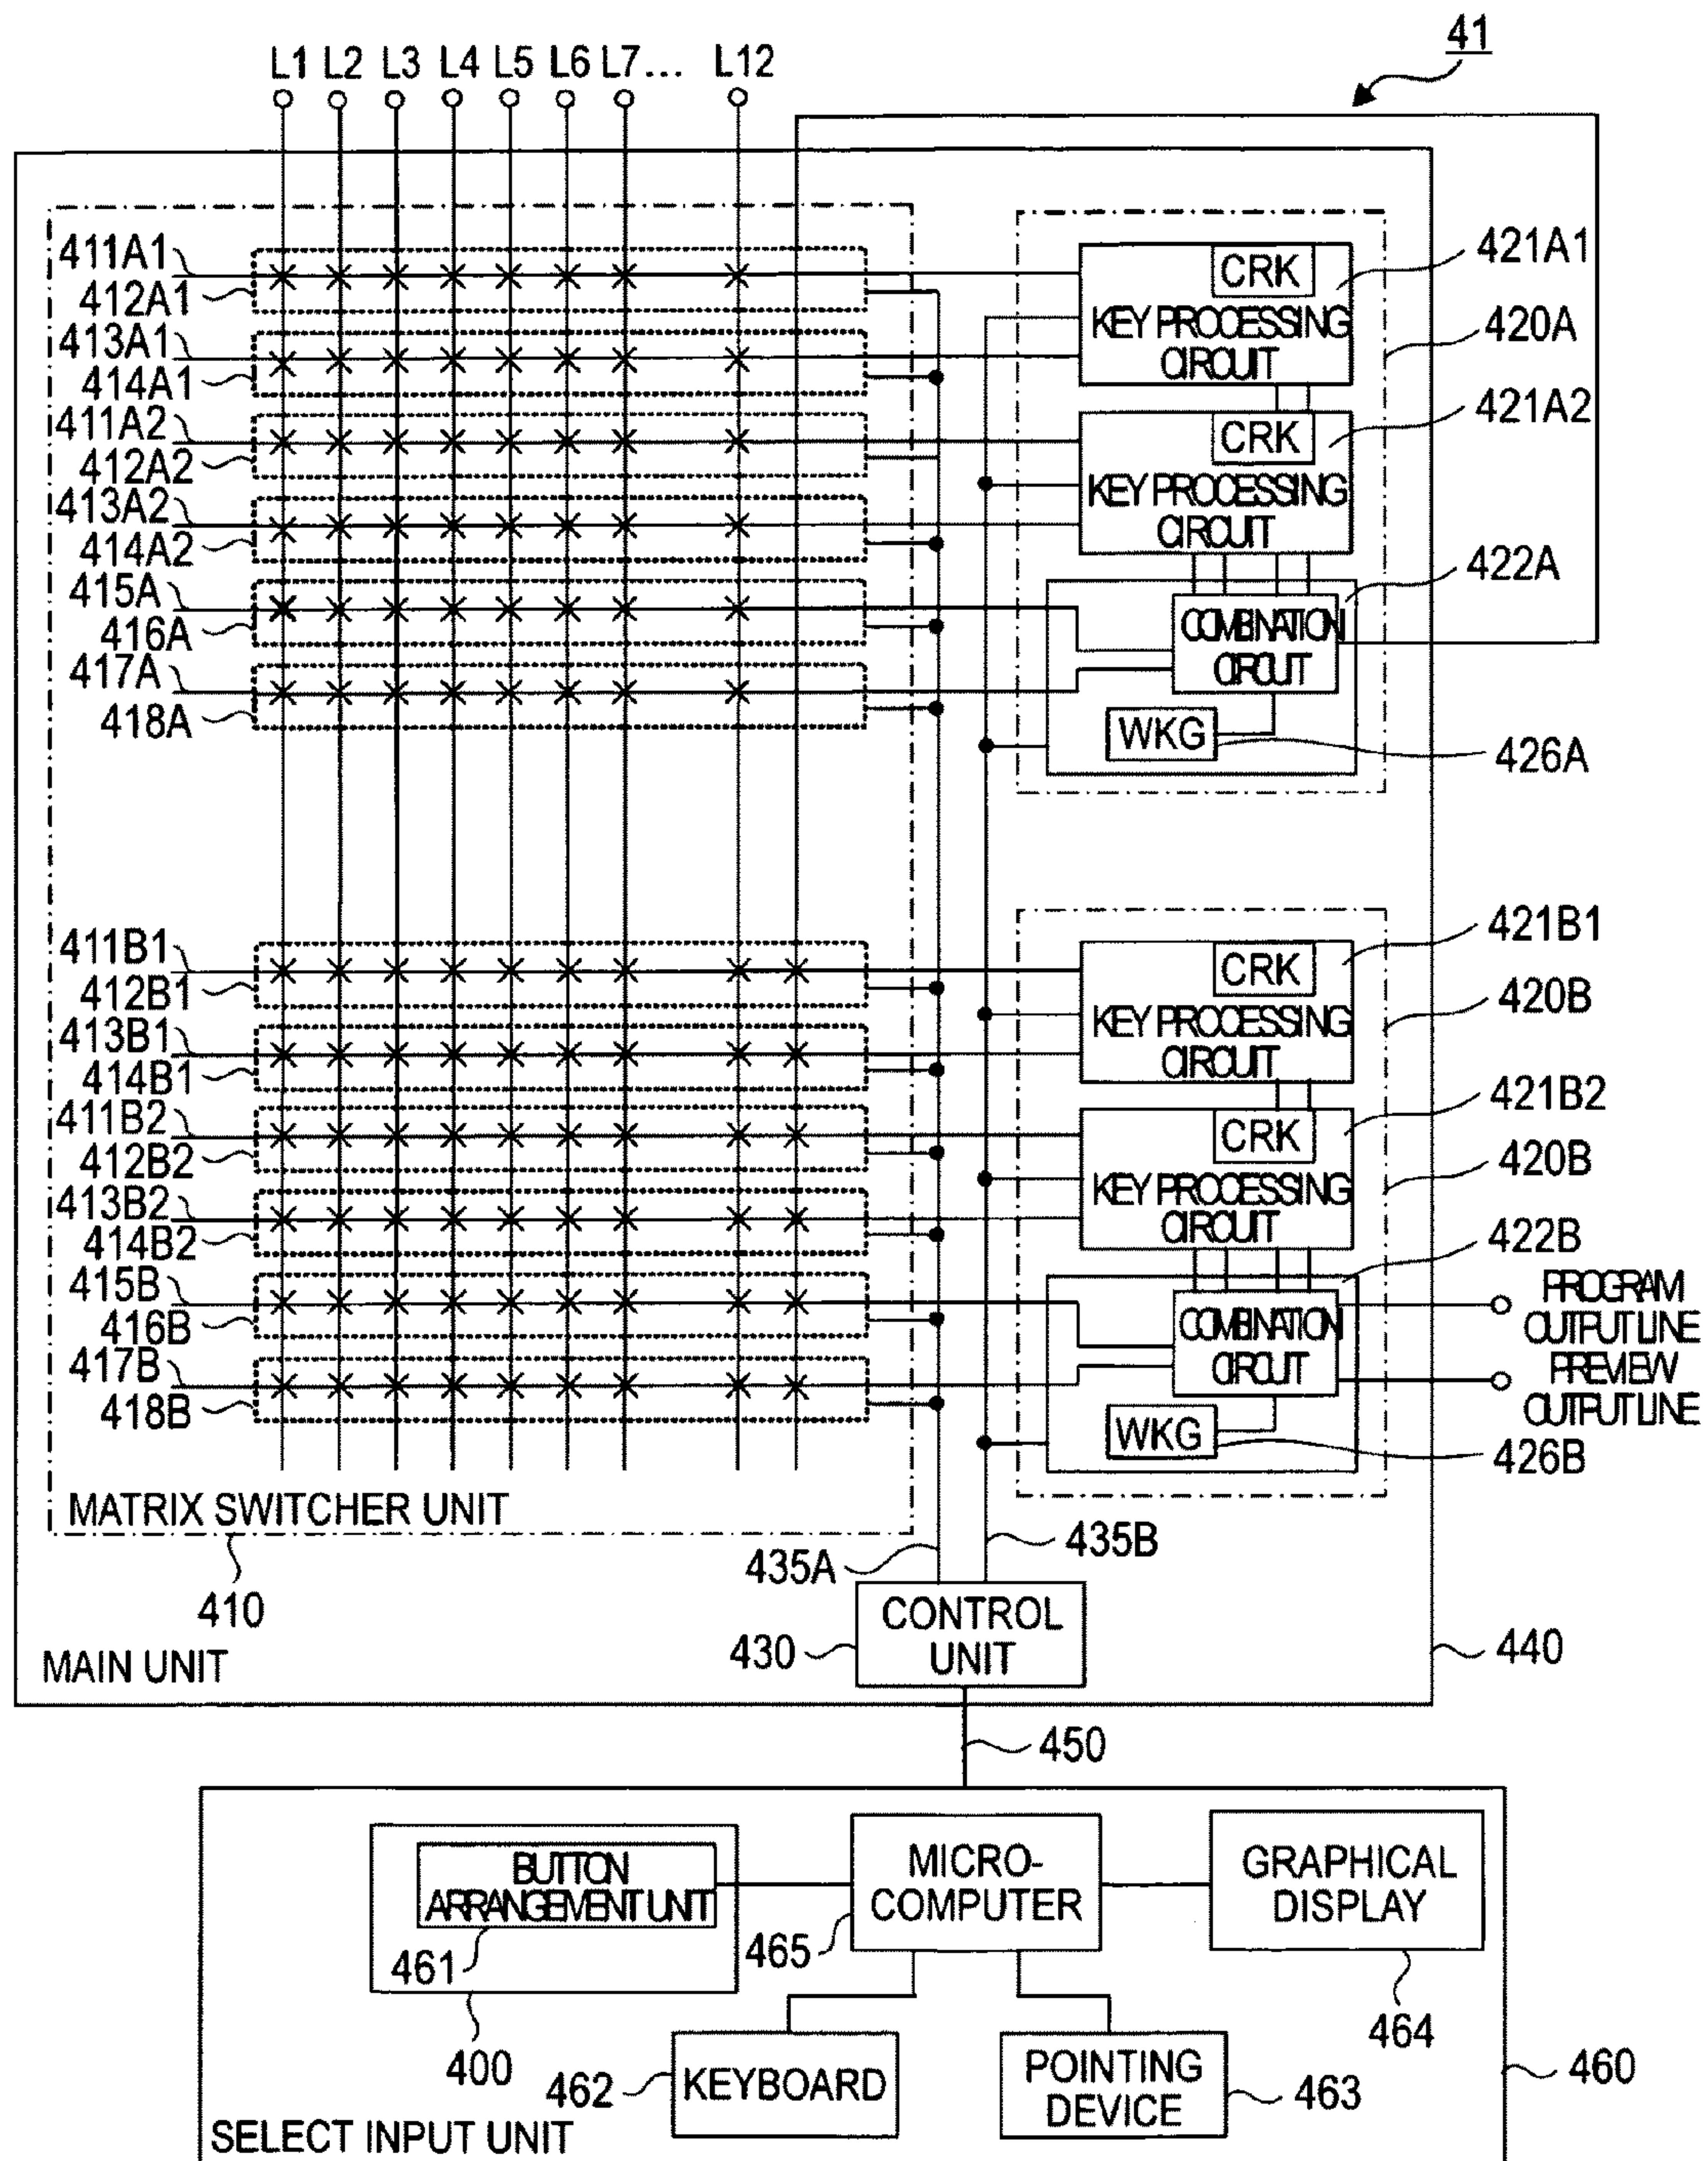 41
L1 L2 L3 L4 L5 L6 L7... L12
411A1
412A1
413A1
414A1
411A2
412A2
413A2
414A2
415A
416A
417A
418A
CRK
KEY PROCESSING
CIRCUIT
421A1
420A
CRK
KEY PROCESSING
CIRCUIT
421A2
422A
COMBINATION
CIRCUIT
WKG
426A
411B1
412B1
413B1
414B1
411B2
412B2
413B2
414B2
415B
416B
417B
418B
CRK
KEY PROCESSING
CIRCUIT
421B1
420B
CRK
KEY PROCESSING
CIRCUIT
421B2
420B
422B
COMBINATION
CIRCUIT
PROGRAM
OUTPUT LINE
PREVIEW
OUTPUT LINE
WKG
426B
MATRIX SWITCHER UNIT
410
435A
435B
CONTROL
UNIT
430
440
MAIN UNIT
450
BUTTON
ARRANGEMENT UNIT
461
400
MICRO-
COMPUTER
465
GRAPHICAL
DISPLAY
464
KEYBOARD
462
POINTING
DEVICE
463
460
SELECT INPUT UNIT